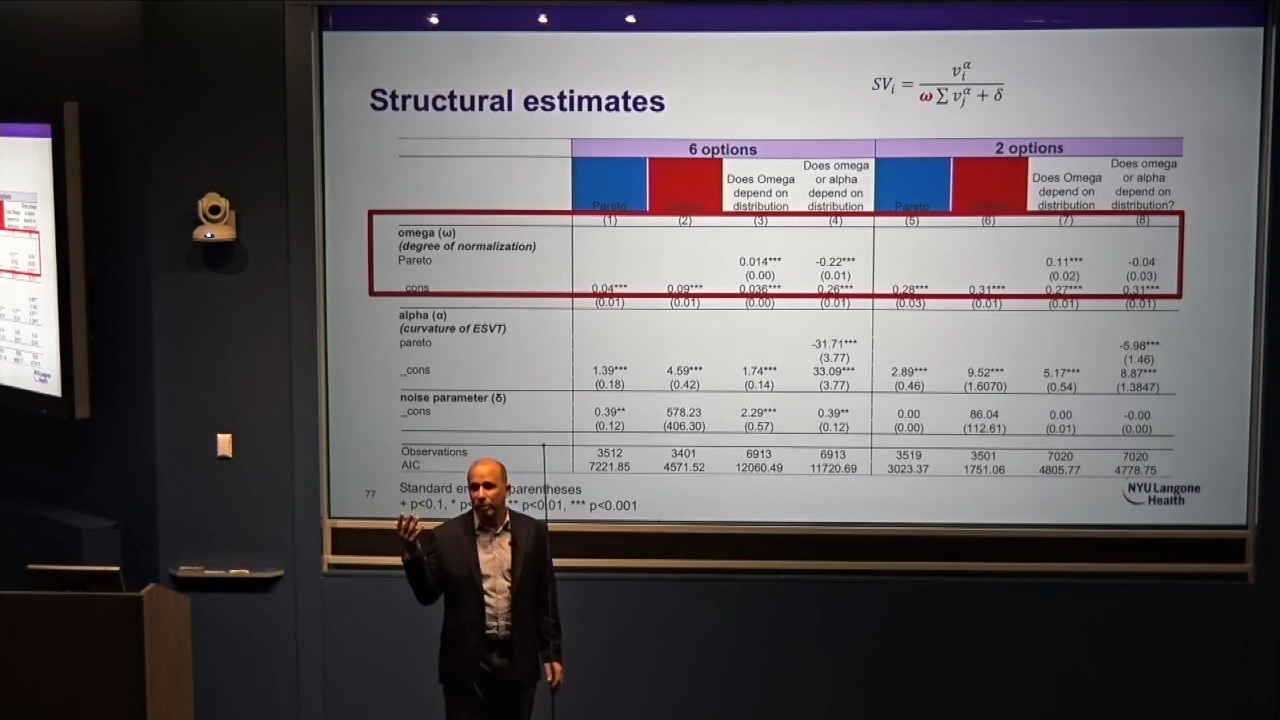 Structural estimates
SV_i = v_i^α / (ω ∑ v_j^α + δ)
6 options 2 options
Pareto Does Omega depend on distribution Does omega or alpha depend on distribution Pareto Does Omega depend on distribution Does omega or alpha depend on distribution?
(1) (2) (3) (4) (5) (6) (7) (8)
omega (ω)
(degree of normalization)
Pareto 0.014*** -0.22*** 0.11*** -0.04
(0.00) (0.01) (0.02) (0.03)
_cons 0.04*** 0.09*** 0.036*** 0.26*** 0.28*** 0.31*** 0.27*** 0.31***
(0.01) (0.01) (0.00) (0.01) (0.03) (0.01) (0.01) (0.01)
alpha (α)
(curvature of ESVT)
pareto -31.71*** -5.98***
(3.77) (1.46)
_cons 1.39*** 4.59*** 1.74*** 33.09*** 2.89*** 9.52*** 5.17*** 8.87***
(0.18) (0.42) (0.14) (3.77) (0.46) (1.6070) (0.54) (1.3847)
noise parameter (δ)
_cons 0.39** 578.23 2.29*** 0.39** 0.00 86.04 0.00 -0.00
(0.12) (406.30) (0.57) (0.12) (0.00) (112.61) (0.01) (0.00)
Observations 3512 3401 6913 6913 3519 3501 7020 7020
AIC 7221.85 4571.52 12060.49 11720.69 3023.37 1751.06 4805.77 4778.75
77 Standard parentheses
+ p<0.1, * ** p<0.01, *** p<0.001
NYU Langone
Health